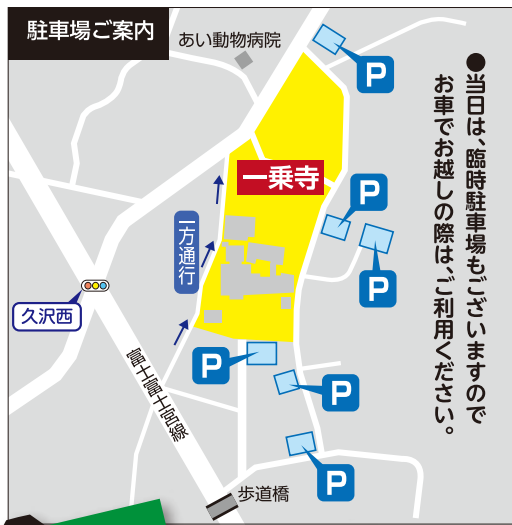 駐車場ご案内
あい動物病院
P
●当日は、臨時駐車場もございますので
お車でお越しの際は、ご利用ください。
一乗寺
P
一方通行
P
久沢西
P
富士富士宮線
P
P
歩道橋